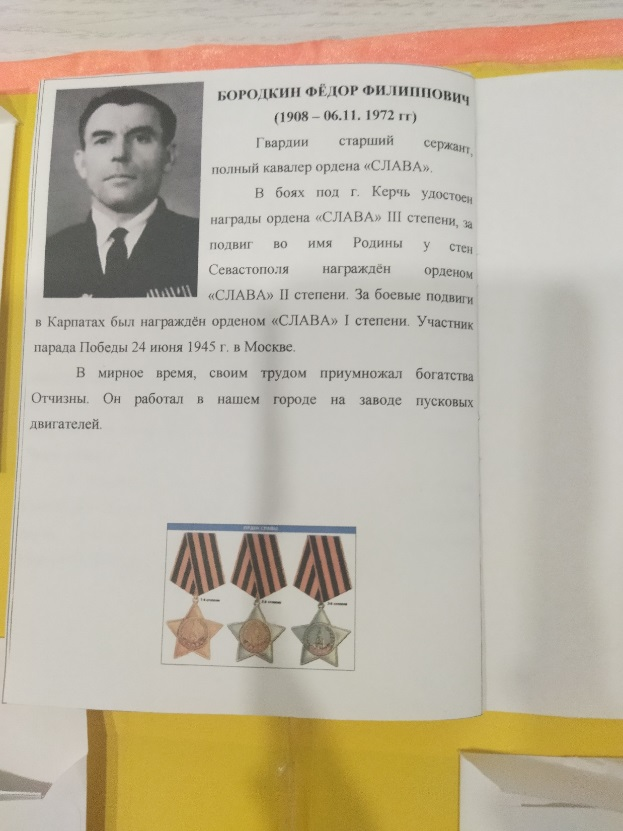 БОРОДКИН ФЁДОР ФИЛИППОВИЧ
(1908 – 06.11. 1972 гг)
Гвардии старший сержант,
полный кавалер ордена «СЛАВА».
В боях под г. Керчь удостоен
награды ордена «СЛАВА» III степени, за
подвиг во имя Родины у стен
Севастополя награждён орденом
«СЛАВА» II степени. За боевые подвиги
в Карпатах был награждён орденом «СЛАВА» I степени. Участник
парада Победы 24 июня 1945 г. в Москве.
В мирное время, своим трудом приумножал богатства
Отчизны. Он работал в нашем городе на заводе пусковых
двигателей.